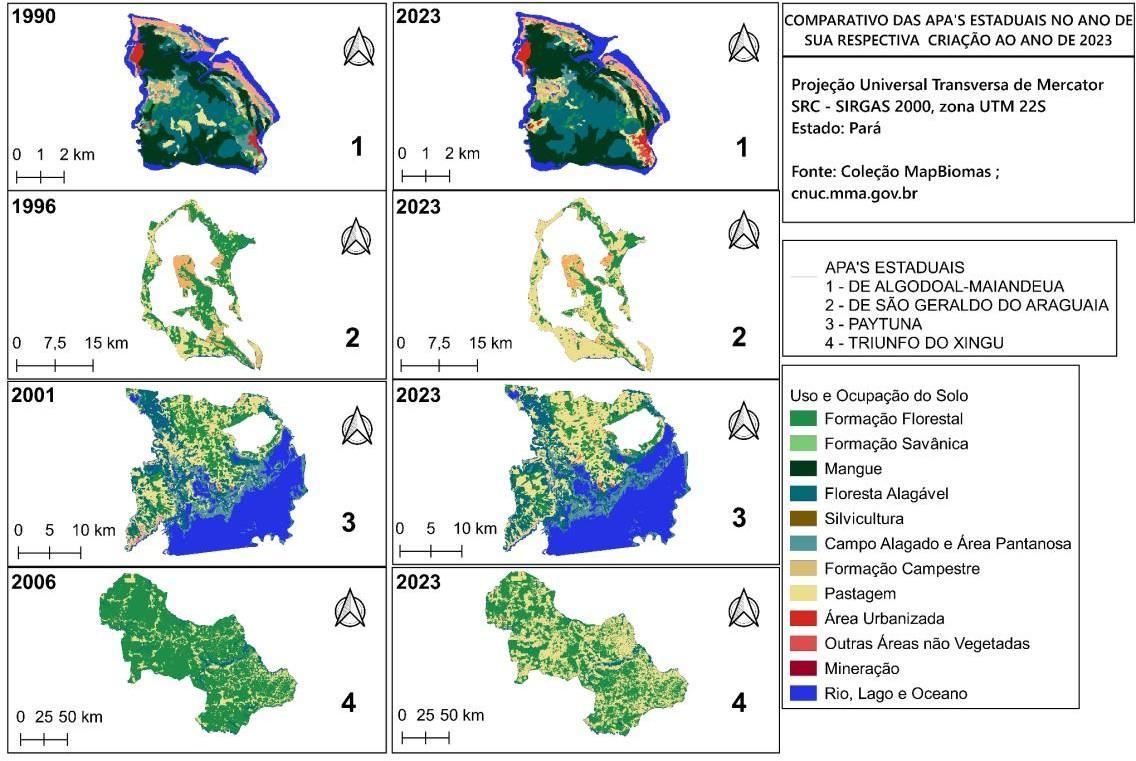 1990
0 1 2 km
1
2023
0 1 2 km
1
1996
0 7,5 15 km
2
2023
0 7,5 15 km
2
2001
0 5 10 km
3
2023
0 5 10 km
3
2006
0 25 50 km
4
2023
0 25 50 km
4
COMPARATIVO DAS APA'S ESTADUAIS NO ANO DE
SUA RESPECTIVA CRIAÇÃO AO ANO DE 2023
Projeção Universal Transversa de Mercator
SRC - SIRGAS 2000, zona UTM 22S
Estado: Pará
Fonte: Coleção MapBiomas ;
cnuc.mma.gov.br
APA'S ESTADUAIS
1 - DE ALGODOAL-MAIANDEUA
2 - DE SÃO GERALDO DO ARAGUAIA
3 - PAYTUNA
4 - TRIUNFO DO XINGU
Uso e Ocupação do Solo
Formação Florestal
Formação Savânica
Mangue
Floresta Alagável
Silvicultura
Campo Alagado e Área Pantanosa
Formação Campestre
Pastagem
Área Urbanizada
Outras Áreas não Vegetadas
Mineração
Rio, Lago e Oceano